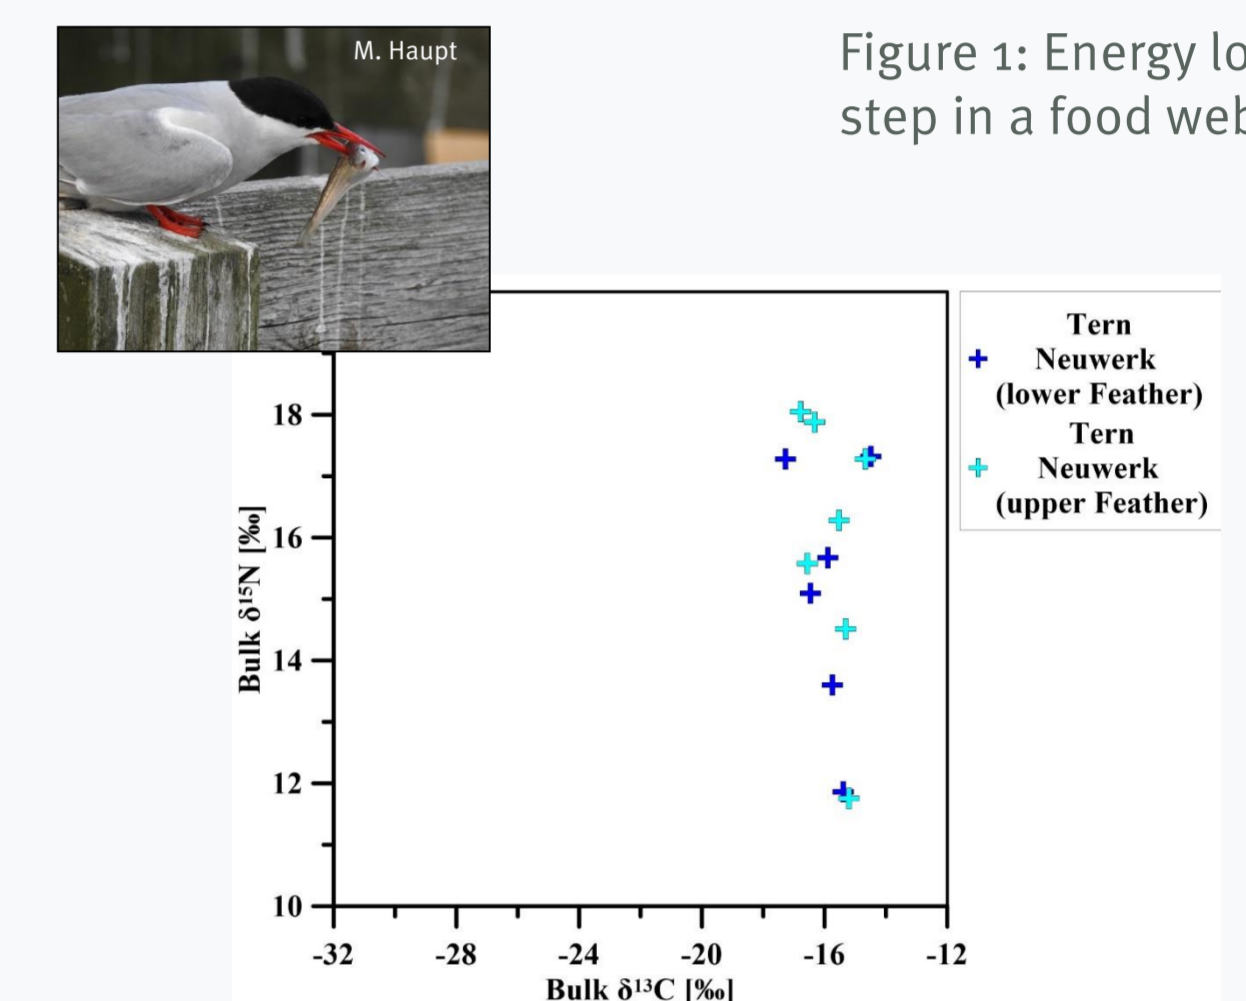 M. Haupt
Figure 1: Energy lo
step in a food web
Tern
Neuwerk
(lower Feather)
Tern
Neuwerk
(upper Feather)
18
16
14
12
10
Bulk δ¹⁵N [‰]
-32 -28 -24 -20 -16 -12
Bulk δ¹³C [‰]